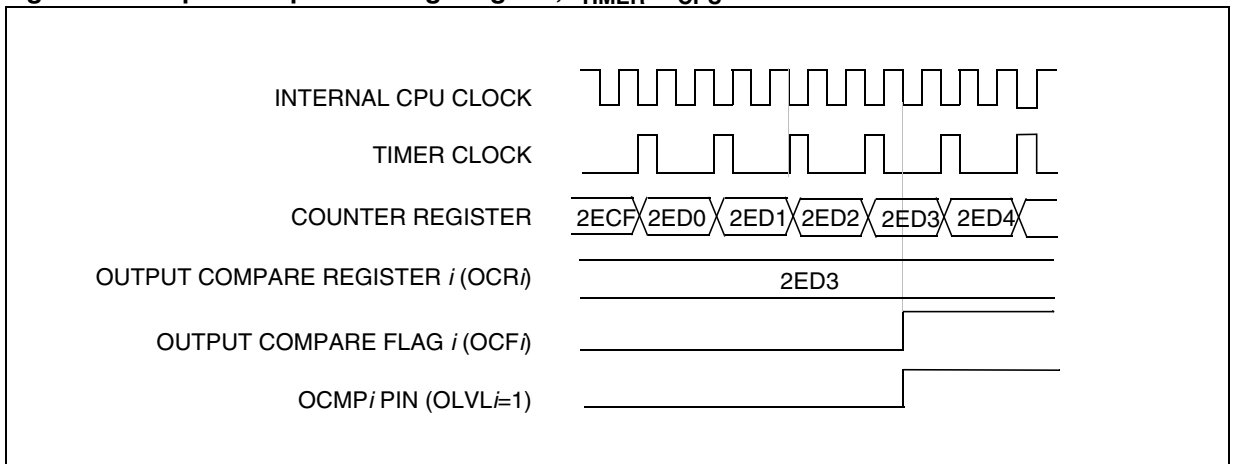 INTERNAL CPU CLOCK
TIMER CLOCK
COUNTER REGISTER
2ECF 2ED0 2ED1 2ED2 2ED3 2ED4
OUTPUT COMPARE REGISTER i (OCRi)
2ED3
OUTPUT COMPARE FLAG i (OCFi)
OCMPi PIN (OLVLi=1)